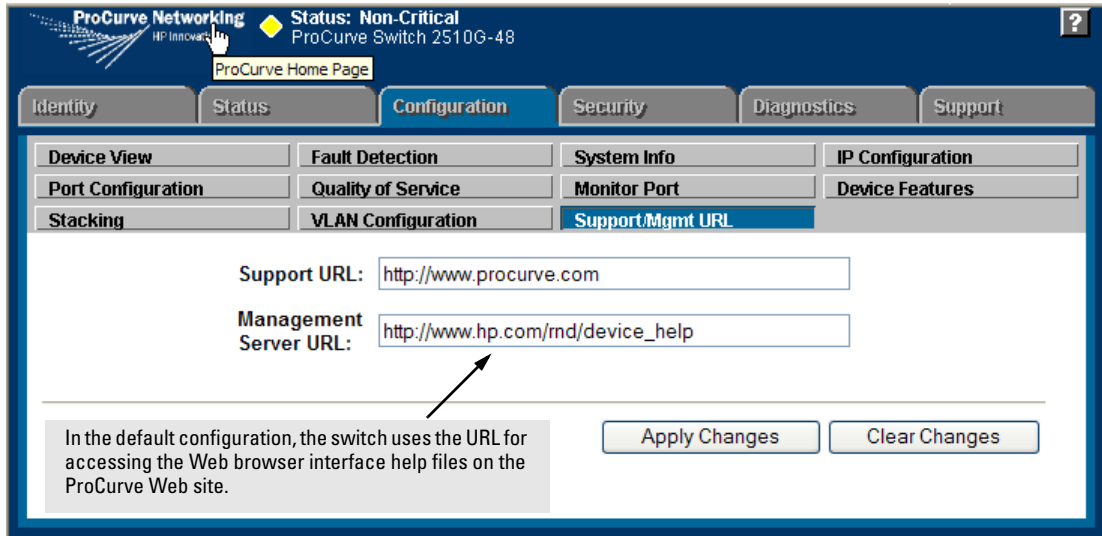 ProCurve Networking
HP Innovati
Status: Non-Critical
ProCurve Switch 2510G-48
?
ProCurve Home Page
Identity
Status
Configuration
Security
Diagnostics
Support
Device View
Fault Detection
System Info
IP Configuration
Port Configuration
Quality of Service
Monitor Port
Device Features
Stacking
VLAN Configuration
Support/Mgmt URL
Support URL:
http://www.procurve.com
Management
Server URL:
http://www.hp.com/rnd/device_help
In the default configuration, the switch uses the URL for
accessing the Web browser interface help files on the
ProCurve Web site.
Apply Changes
Clear Changes